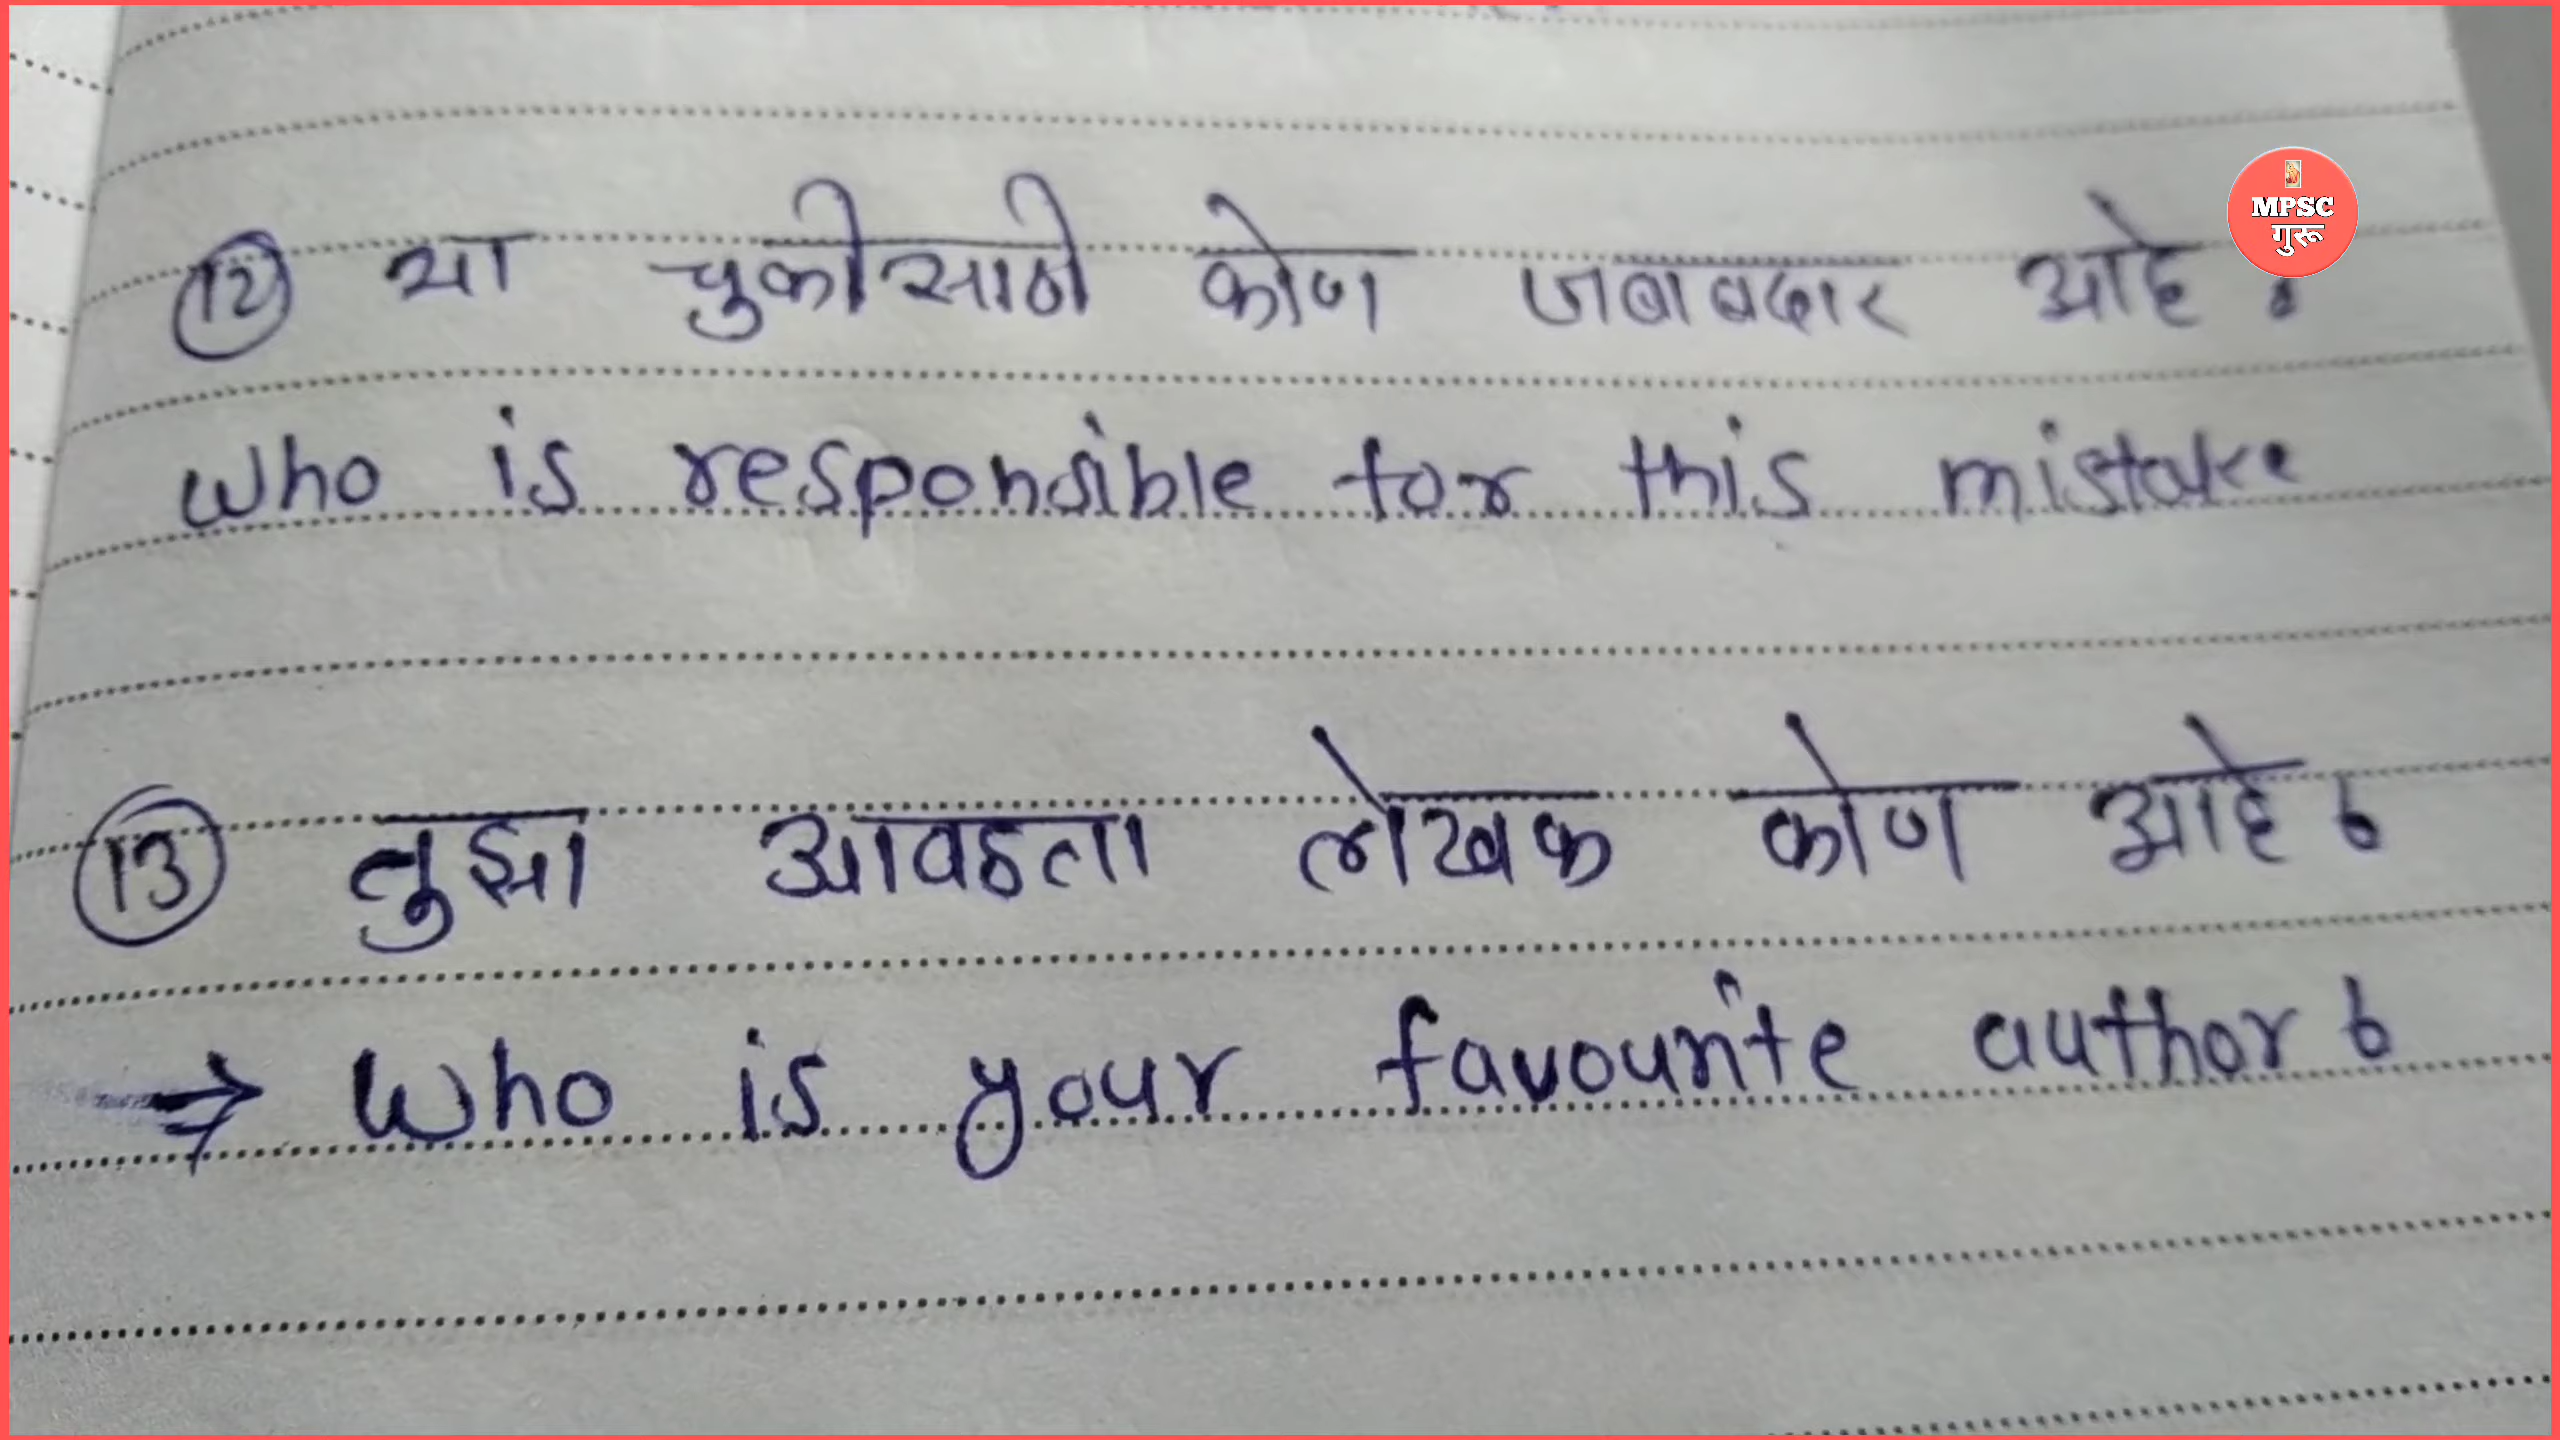 12 या चुकीसाठी कोण जबाबदार आहे ?
Who is responsible for this mistake
13 तुझा आवडता लेखक कोण आहे ?
⇒ Who is your favourite author ?
MPSC
गुरू